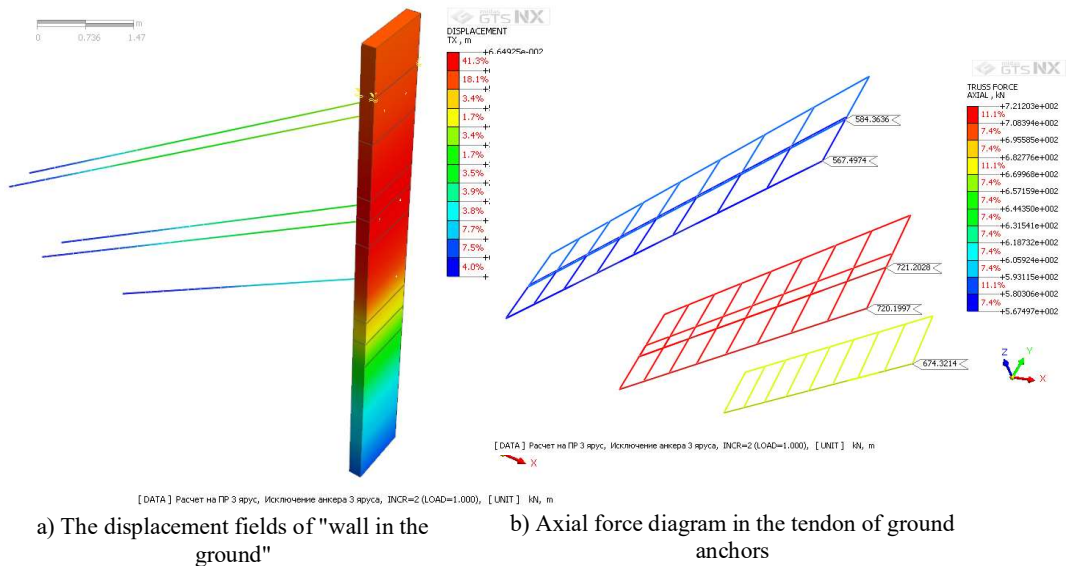 m
0 0.736 1.47
midas GTS NX
DISPLACEMENT
TX , m
+6.64925e-002
41.3%
18.1%
3.4%
1.7%
3.4%
1.7%
3.5%
3.9%
3.8%
7.7%
7.5%
4.0%
[ DATA ] Расчет на ПР 3 ярус, Исключение анкера 3 яруса, INCR=2 (LOAD=1.000), [ UNIT ] kN, m
a) The displacement fields of "wall in the
ground"
midas GTS NX
TRUSS FORCE
AXIAL , kN
+7.21203e+002
11.1%
+7.08394e+002
7.4%
+6.95585e+002
7.4%
+6.82776e+002
11.1%
+6.69968e+002
7.4%
+6.57159e+002
7.4%
+6.44350e+002
7.4%
+6.31541e+002
7.4%
+6.18732e+002
7.4%
+6.05924e+002
7.4%
+5.93115e+002
11.1%
+5.80306e+002
7.4%
+5.67497e+002
584.3636
567.4974
721.2028
720.1997
674.3214
Z
Y
X
[ DATA ] Расчет на ПР 3 ярус, Исключение анкера 3 яруса, INCR=2 (LOAD=1.000), [ UNIT ] kN, m
X
b) Axial force diagram in the tendon of ground
anchors